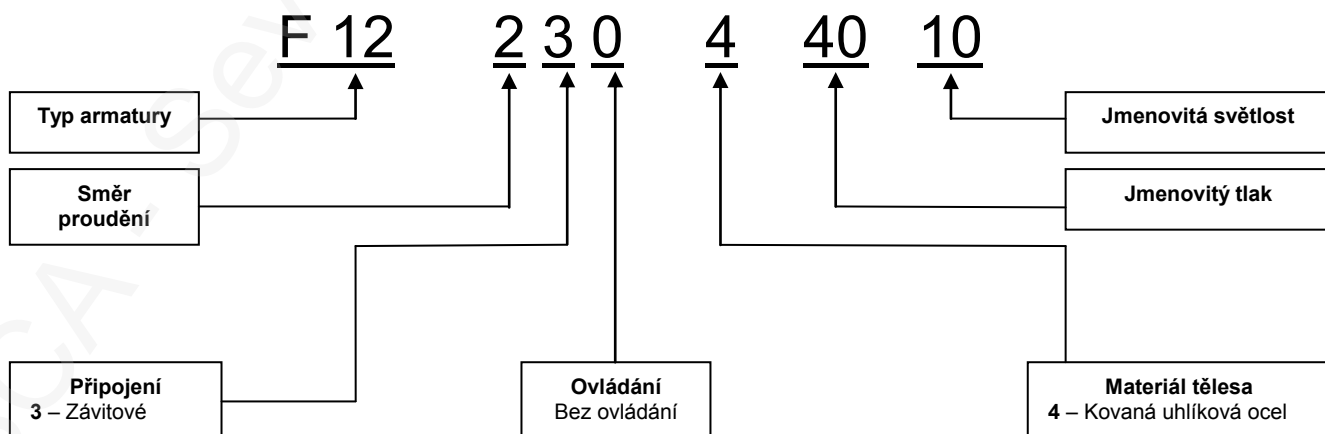 F 12 2 3 0 4 40 10
Typ armatury
Jmenovitá světlost
Směr
proudění
Jmenovitý tlak
Připojení
3 – Závitové
Ovládání
Bez ovládání
Materiál tělesa
4 – Kovaná uhlíková ocel